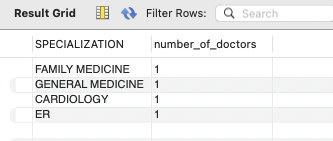 Result Grid Filter Rows: Search
SPECIALIZATION number_of_doctors
FAMILY MEDICINE 1
GENERAL MEDICINE 1
CARDIOLOGY 1
ER 1